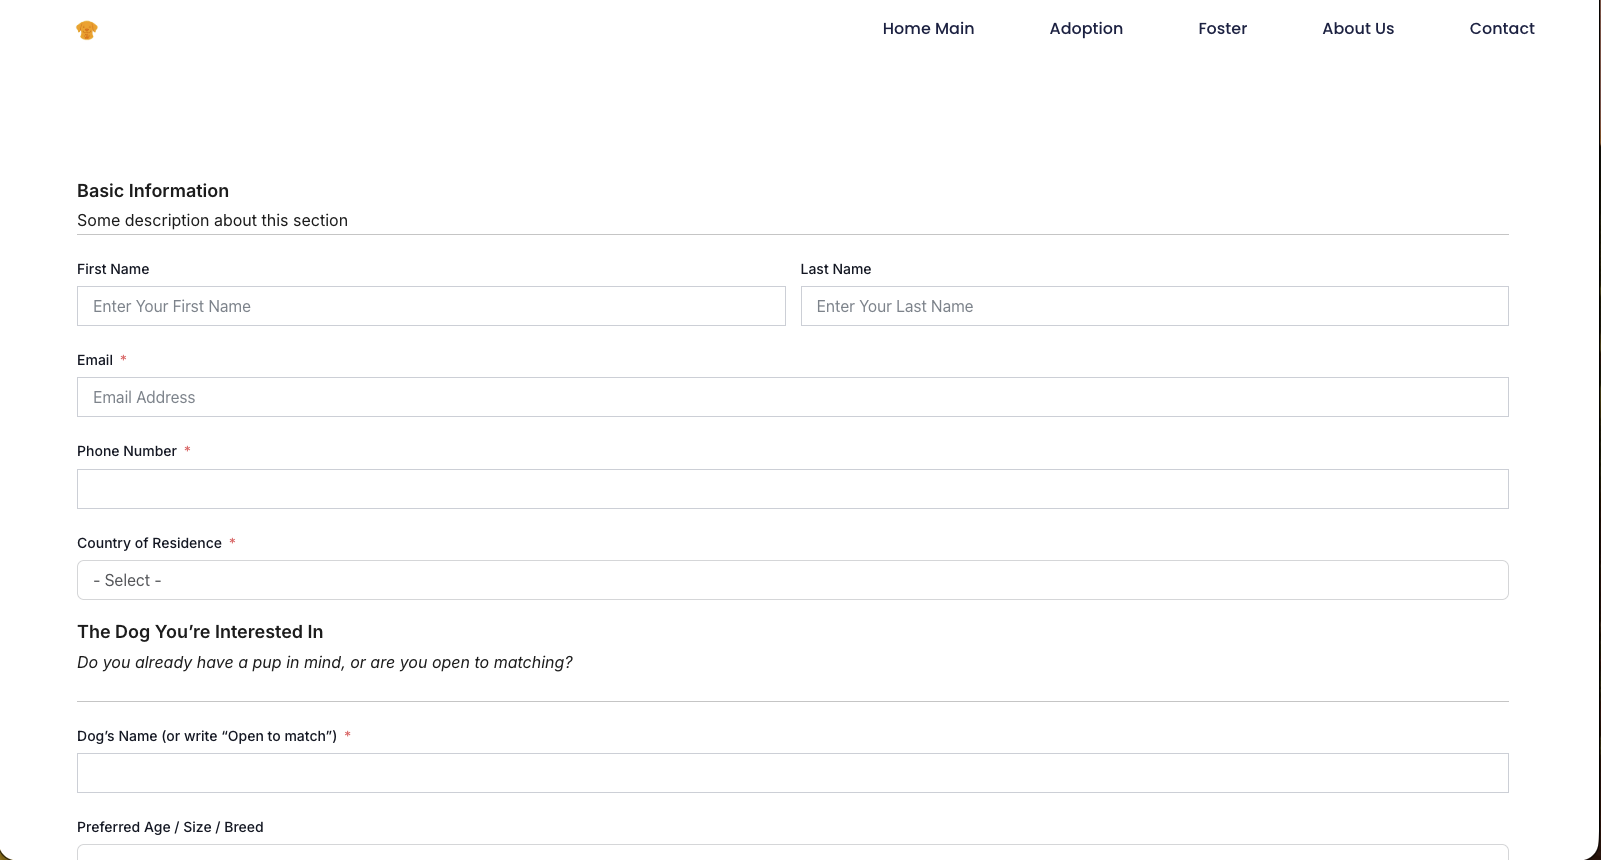 Home Main Adoption Foster About Us Contact
Basic Information
Some description about this section
First Name Last Name
Enter Your First Name Enter Your Last Name
Email *
Email Address
Phone Number *
Country of Residence *
- Select -
The Dog You’re Interested In
Do you already have a pup in mind, or are you open to matching?
Dog’s Name (or write “Open to match”) *
Preferred Age / Size / Breed